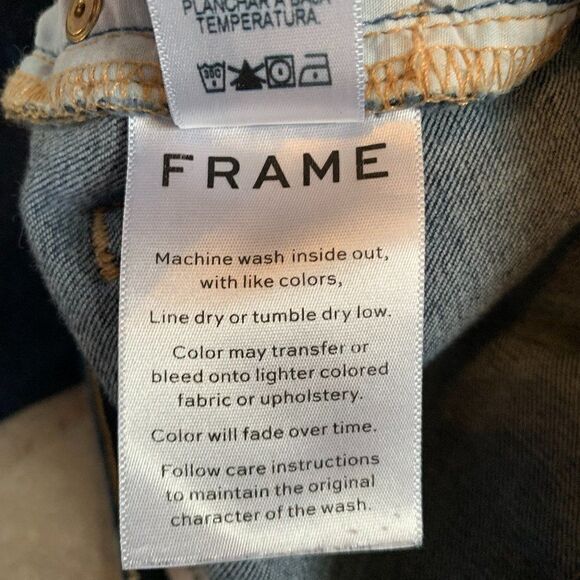 PLANCHAR A BAJA
TEMPERATURA.
FRAME
Machine wash inside out,
with like colors,
Line dry or tumble dry low.
Color may transfer or
bleed onto lighter colored
fabric or upholstery.
Color will fade over time.
Follow care instructions
to maintain the original
character of the wash.